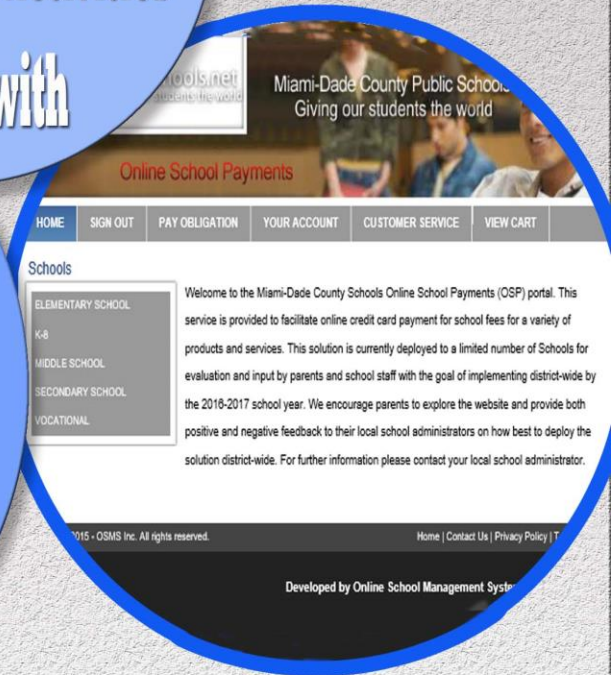 with
Miami-Dade County Public
Giving our students the world
students the world
Online School Payments
HOME SIGN OUT PAY OBLIGATION YOUR ACCOUNT CUSTOMER SERVICE VIEW CART
Schools
ELEMENTARY SCHOOL
K-8
MIDDLE SCHOOL
SECONDARY SCHOOL
VOCATIONAL
Welcome to the Miami-Dade County Schools Online School Payments (OSP) portal. This
service is provided to facilitate online credit card payment for school fees for a variety of
products and services. This solution is currently deployed to a limited number of Schools for
evaluation and input by parents and school staff with the goal of implementing district-wide by
the 2016-2017 school year. We encourage parents to explore the website and provide both
positive and negative feedback to their local school administrators on how best to deploy the
solution district-wide. For further information please contact your local school administrator.
2015 - OSMS Inc. All rights reserved.
Home | Contact Us | Privacy Policy |
Developed by Online School Management